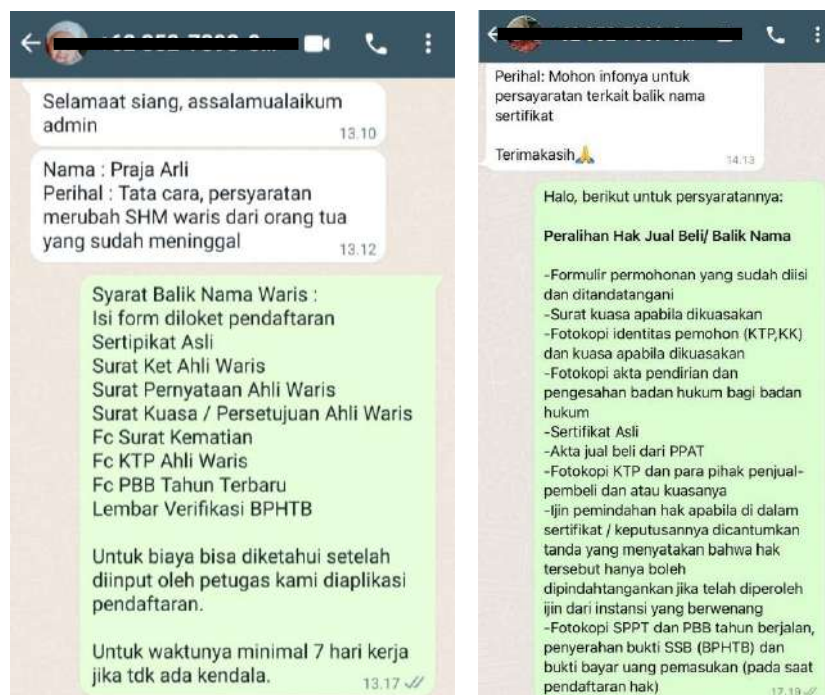 Selamaat siang, assalamualaikum
admin
13.10
Nama : Praja Arli
Perihal : Tata cara, persyaratan
merubah SHM waris dari orang tua
yang sudah meninggal
13.12
Syarat Balik Nama Waris :
Isi form diloket pendaftaran
Sertipikat Asli
Surat Ket Ahli Waris
Surat Pernyataan Ahli Waris
Surat Kuasa / Persetujuan Ahli Waris
Fc Surat Kematian
Fc KTP Ahli Waris
Fc PBB Tahun Terbaru
Lembar Verifikasi BPHTB
Untuk biaya bisa diketahui setelah
diinput oleh petugas kami diaplikasi
pendaftaran.
Untuk waktunya minimal 7 hari kerja
jika tdk ada kendala.
13.17
Perihal: Mohon infonya untuk
persayaratan terkait balik nama
sertifikat
Terimakasih🙏
14.13
Halo, berikut untuk persyaratannya:
Peralihan Hak Jual Beli/ Balik Nama
-Formulir permohonan yang sudah diisi
dan ditandatangani
-Surat kuasa apabila dikuasakan
-Fotokopi identitas pemohon (KTP,KK)
dan kuasa apabila dikuasakan
-Fotokopi akta pendirian dan
pengesahan badan hukum bagi badan
hukum
-Sertifikat Asli
-Akta jual beli dari PPAT
-Fotokopi KTP dan para pihak penjual-
pembeli dan atau kuasanya
-Ijin pemindahan hak apabila di dalam
sertifikat / keputusannya dicantumkan
tanda yang menyatakan bahwa hak
tersebut hanya boleh
dipindahtangankan jika telah diperoleh
ijin dari instansi yang berwenang
-Fotokopi SPPT dan PBB tahun berjalan,
penyerahan bukti SSB (BPHTB) dan
bukti bayar uang pemasukan (pada saat
pendaftaran hak)
17.19